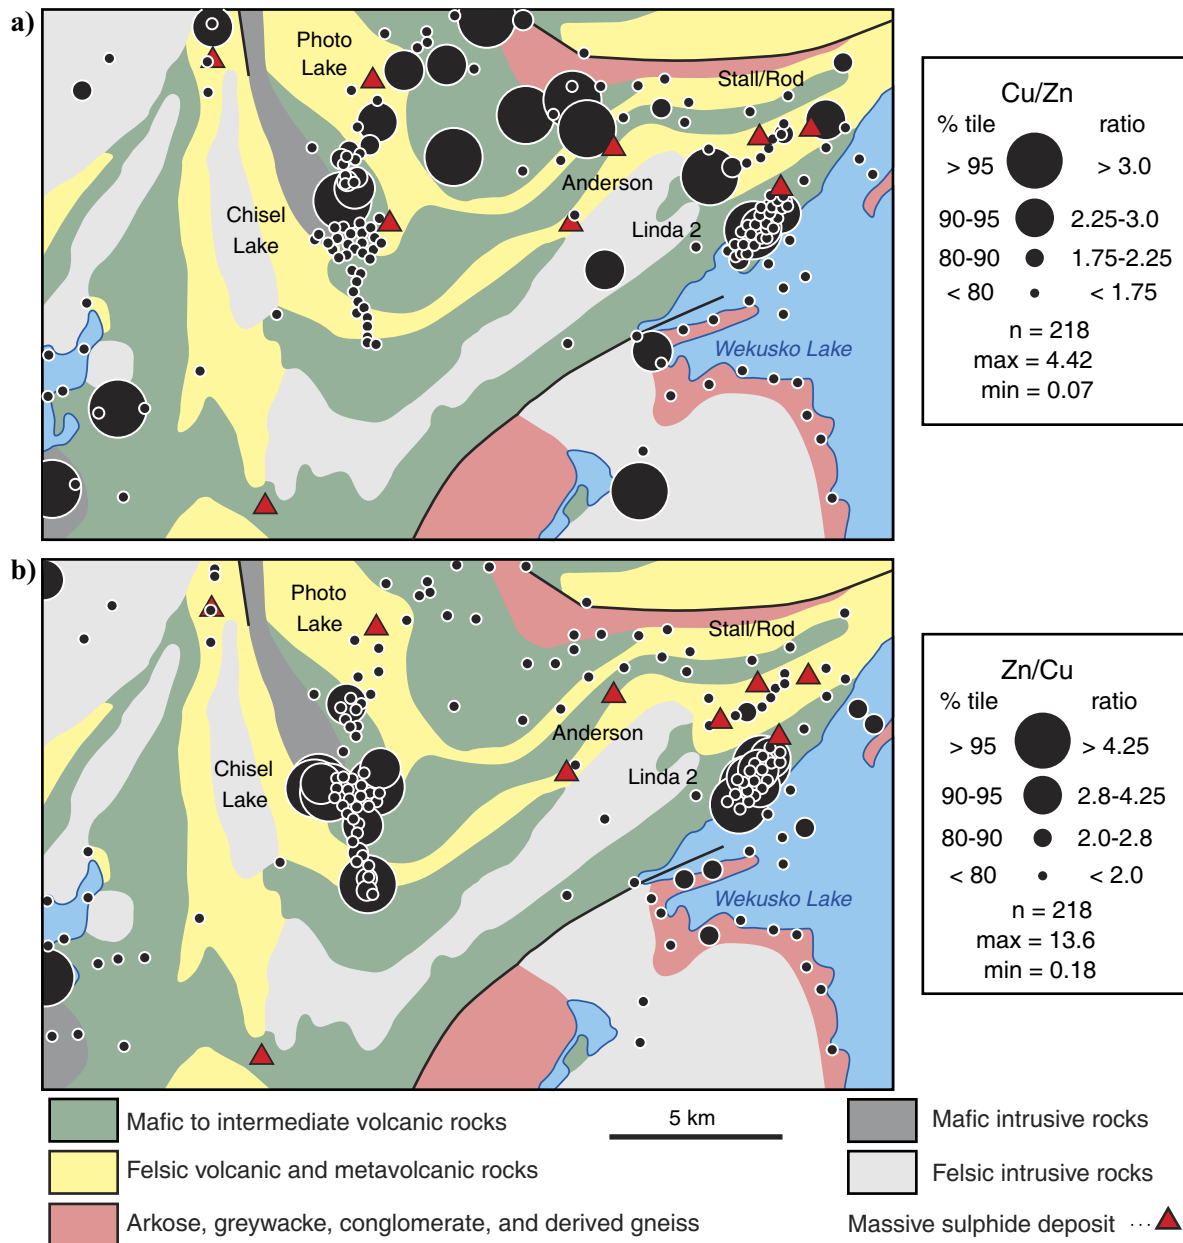 a)
Photo
Lake
Stall/Rod
Anderson
Chisel
Lake
Linda 2
Wekusko Lake
Cu/Zn
% tile ratio
> 95 > 3.0
90-95 2.25-3.0
80-90 1.75-2.25
< 80 < 1.75
n = 218
max = 4.42
min = 0.07
b)
Photo
Lake
Stall/Rod
Anderson
Chisel
Lake
Linda 2
Wekusko Lake
Zn/Cu
% tile ratio
> 95 > 4.25
90-95 2.8-4.25
80-90 2.0-2.8
< 80 < 2.0
n = 218
max = 13.6
min = 0.18
Mafic to intermediate volcanic rocks
Felsic volcanic and metavolcanic rocks
Arkose, greywacke, conglomerate, and derived gneiss
5 km
Mafic intrusive rocks
Felsic intrusive rocks
Massive sulphide deposit ...